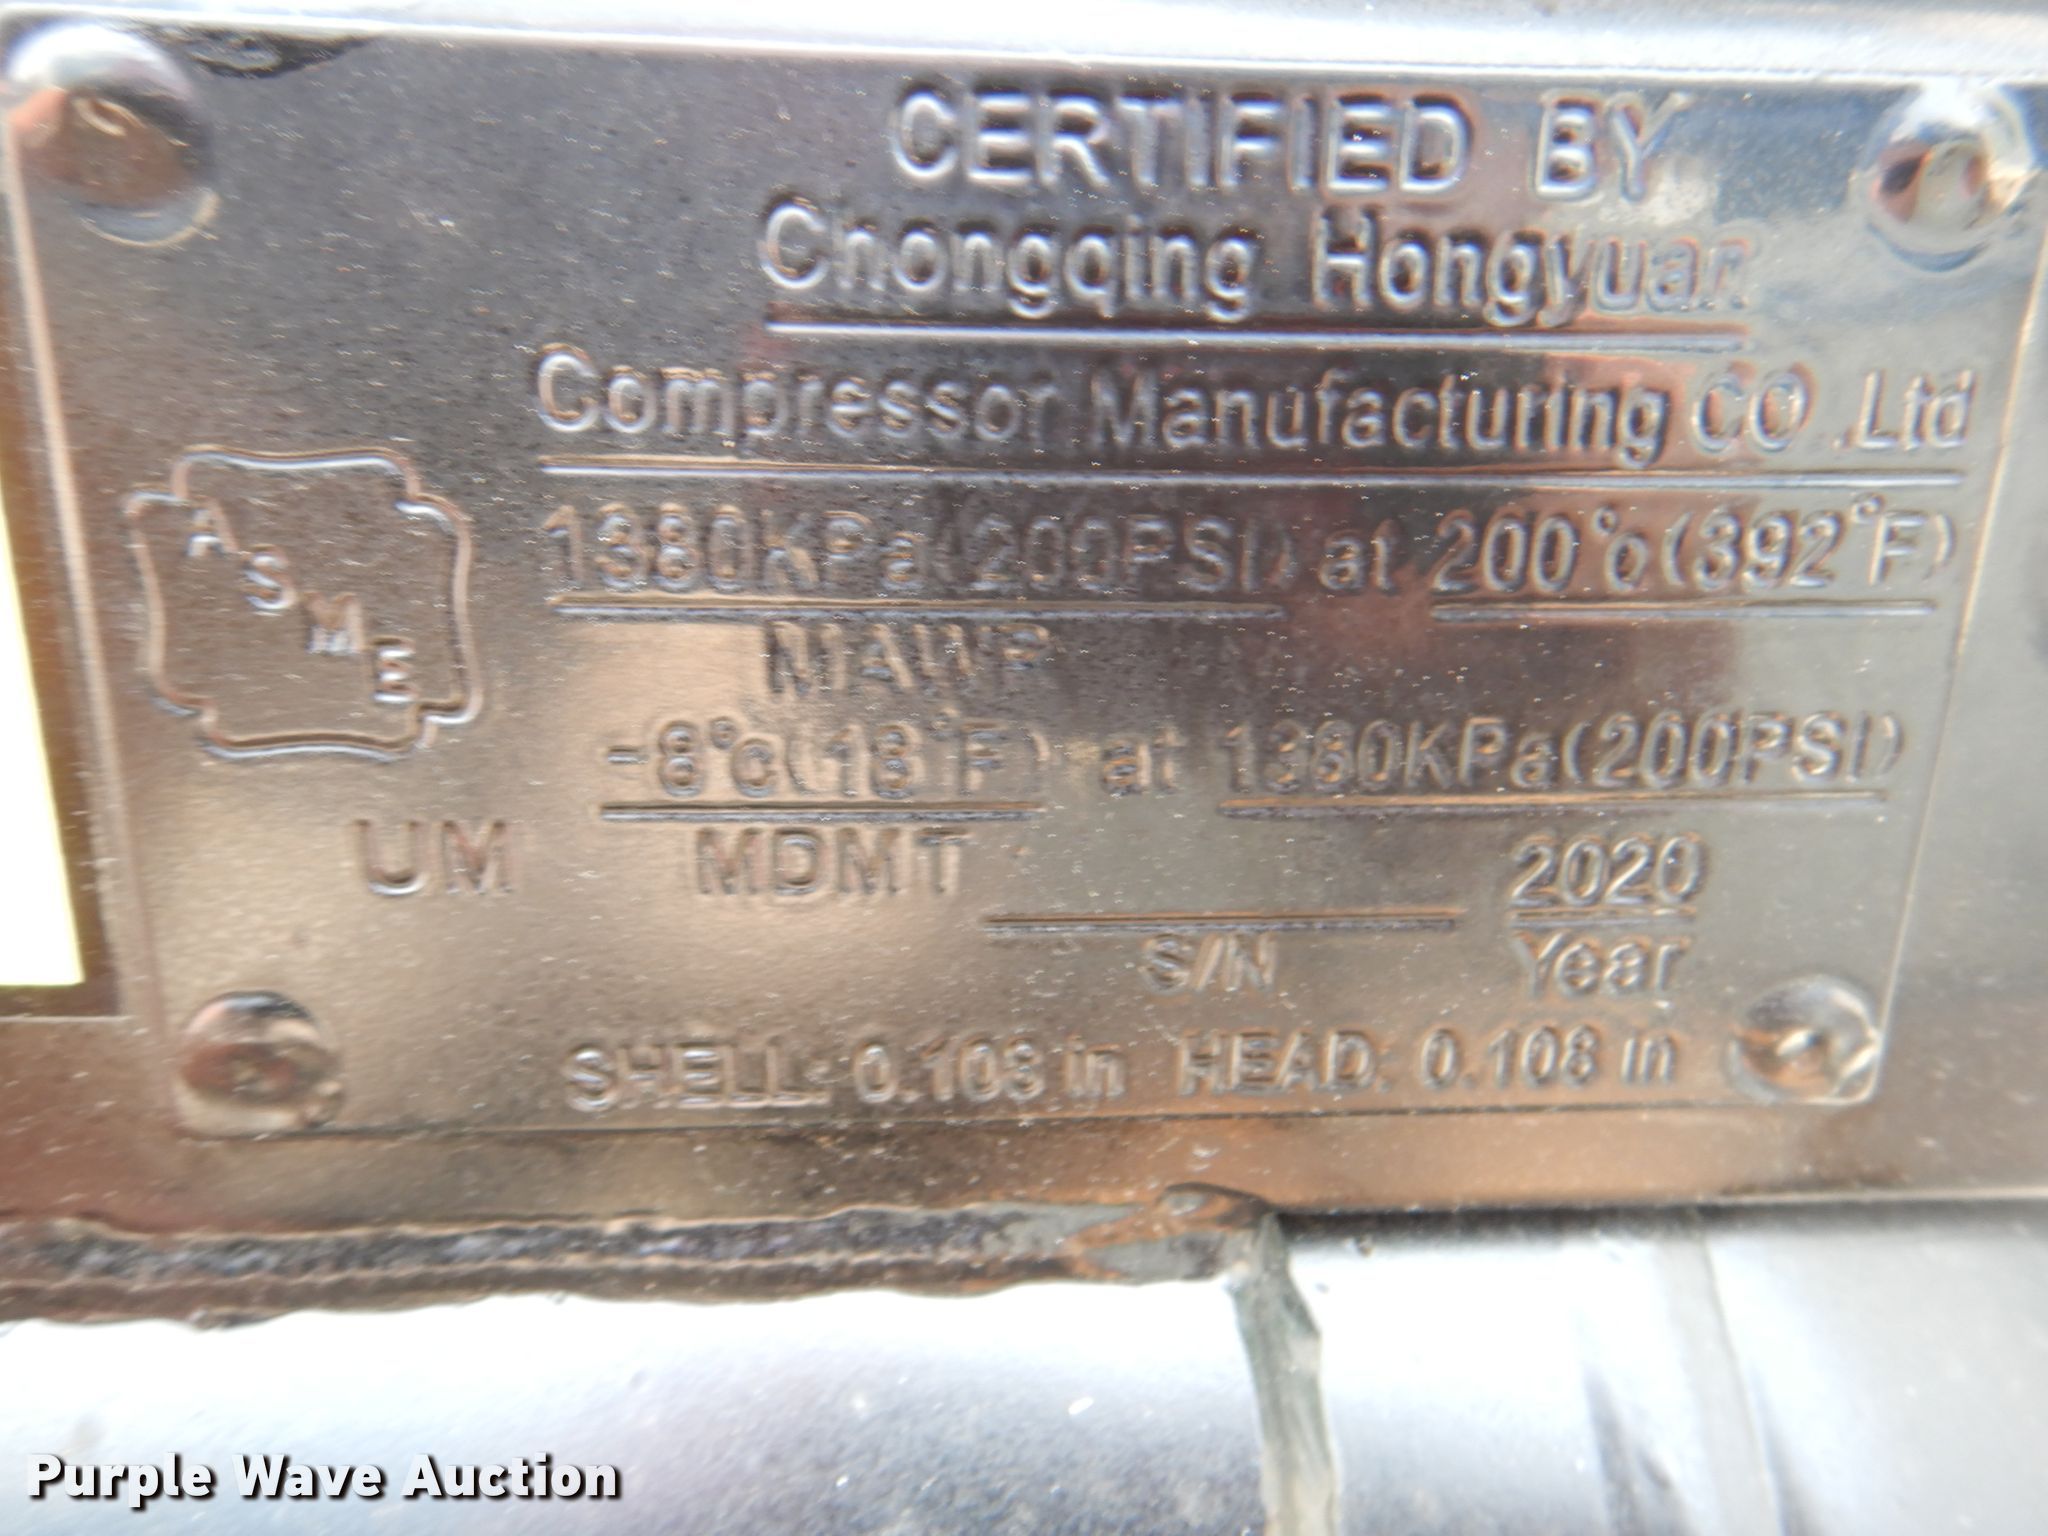 CERTIFIED BY
Chongqing Hongyuan
Compressor Manufacturing CO .Ltd
ASME
1380KPa(200PSI) at 200°c(392°F)
MAWP
-8°c(18°F) at 1380KPa(200PSI)
UM MDMT
2020
S/N Year
SHELL: 0.108 in HEAD: 0.108 in
Purple Wave Auction